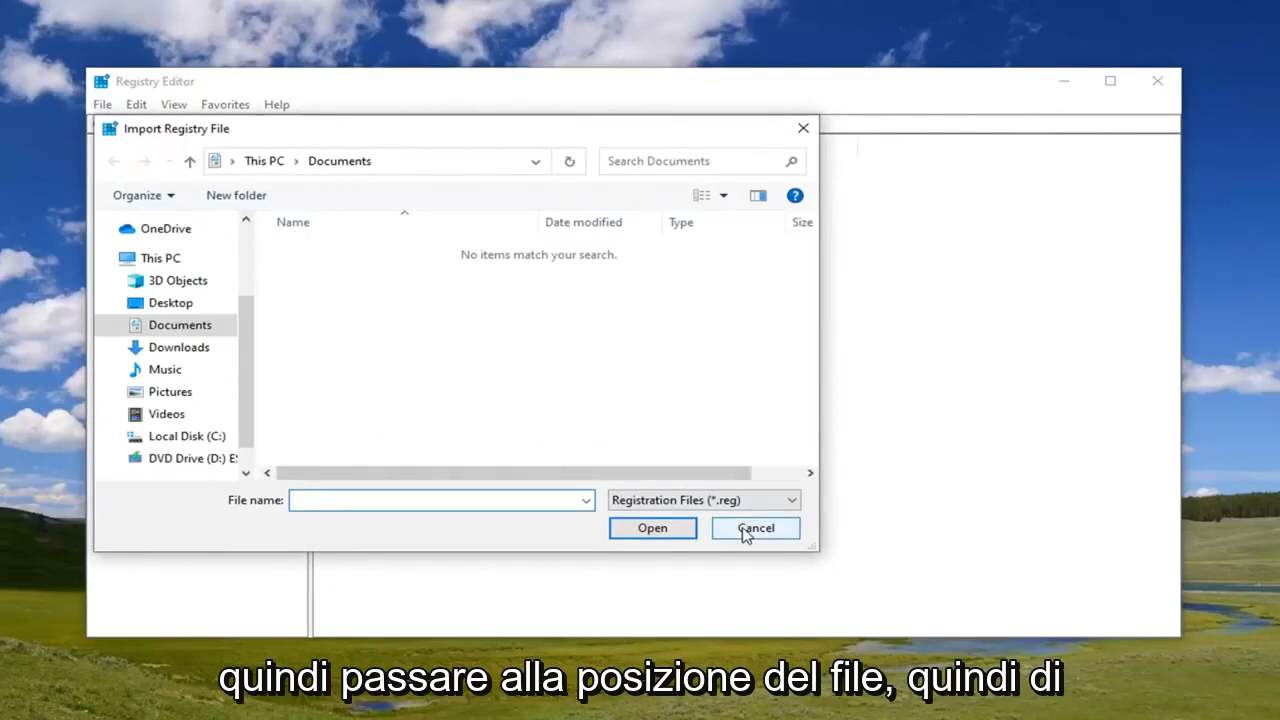 Registry Editor
File Edit View Favorites Help
Import Registry File
This PC > Documents
Search Documents
Organize New folder
?
Name Date modified Type Size
No items match your search.
OneDrive
This PC
3D Objects
Desktop
Documents
Downloads
Music
Pictures
Videos
Local Disk (C:)
DVD Drive (D:) E
File name:
Registration Files (*.reg)
Open Cancel
quindi passare alla posizione del file, quindi di